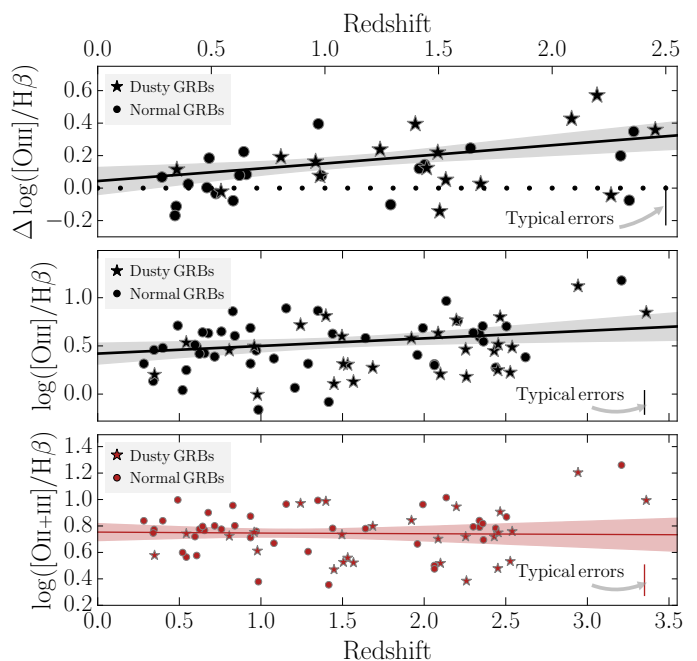 Redshift
0.0 0.5 1.0 1.5 2.0 2.5
Dusty GRBs
Normal GRBs
0.6
0.4
0.2
0.0
−0.2
Δ log([OIII]/Hβ)
Typical errors
Dusty GRBs
Normal GRBs
1.0
0.5
0.0
log([OIII]/Hβ)
Typical errors
Dusty GRBs
Normal GRBs
1.4
1.2
1.0
0.8
0.6
0.4
0.2
log([OII+III]/Hβ)
Typical errors
0.0 0.5 1.0 1.5 2.0 2.5 3.0 3.5
Redshift